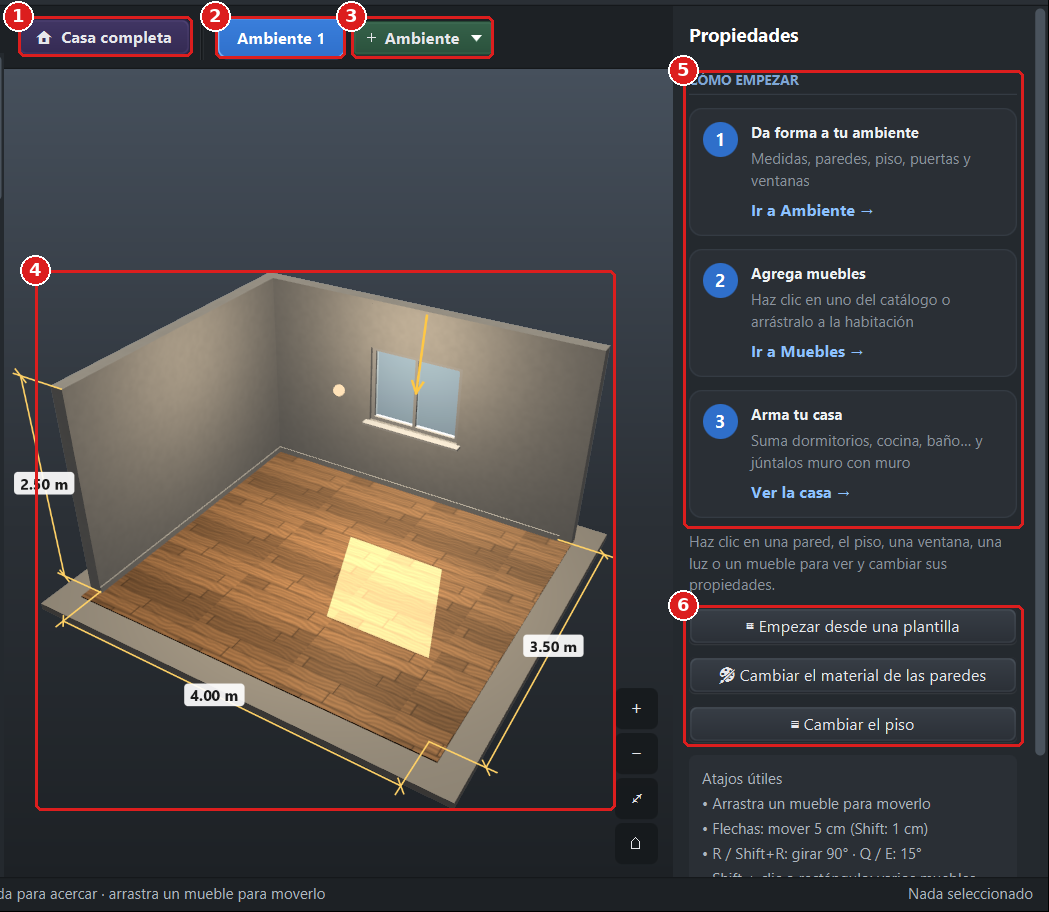 1
2
3
Casa completa
Ambiente 1
+ Ambiente
Propiedades
5
CÓMO EMPEZAR
1
Da forma a tu ambiente
Medidas, paredes, piso, puertas y
ventanas
Ir a Ambiente →
2
Agrega muebles
Haz clic en uno del catálogo o
arrástralo a la habitación
Ir a Muebles →
3
Arma tu casa
Suma dormitorios, cocina, baño... y
júntalos muro con muro
Ver la casa →
4
2.50 m
4.00 m
3.50 m
+
−
Haz clic en una pared, el piso, una ventana, una
luz o un mueble para ver y cambiar sus
propiedades.
6
Empezar desde una plantilla
Cambiar el material de las paredes
Cambiar el piso
Atajos útiles
• Arrastra un mueble para moverlo
• Flechas: mover 5 cm (Shift: 1 cm)
• R / Shift+R: girar 90° · Q / E: 15°
para acercar · arrastra un mueble para moverlo
Nada seleccionado